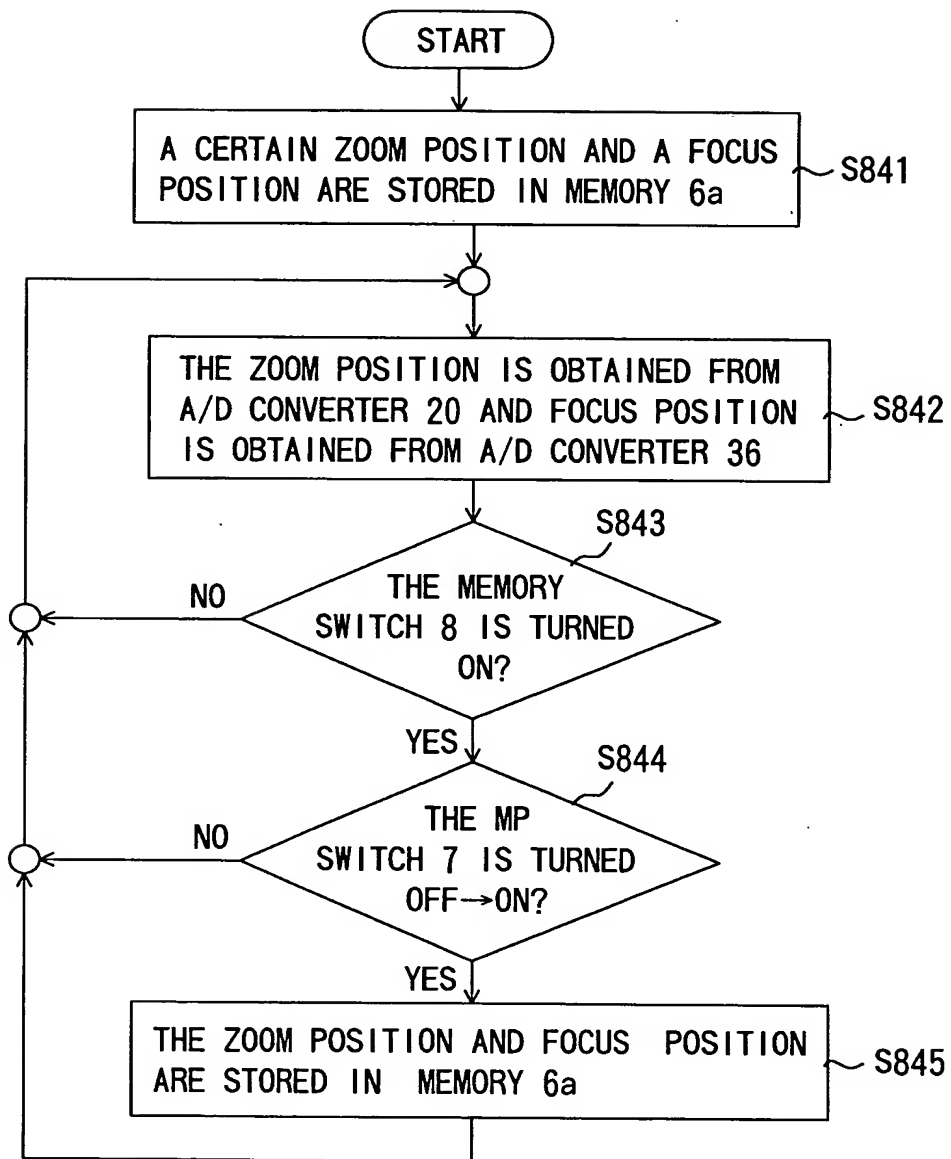 START
A CERTAIN ZOOM POSITION AND A FOCUS
POSITION ARE STORED IN MEMORY 6a
S841
THE ZOOM POSITION IS OBTAINED FROM
A/D CONVERTER 20 AND FOCUS POSITION
IS OBTAINED FROM A/D CONVERTER 36
S842
S843
THE MEMORY
SWITCH 8 IS TURNED
ON?
NO
YES
S844
THE MP
SWITCH 7 IS TURNED
OFF→ON?
NO
YES
THE ZOOM POSITION AND FOCUS POSITION
ARE STORED IN MEMORY 6a
S845